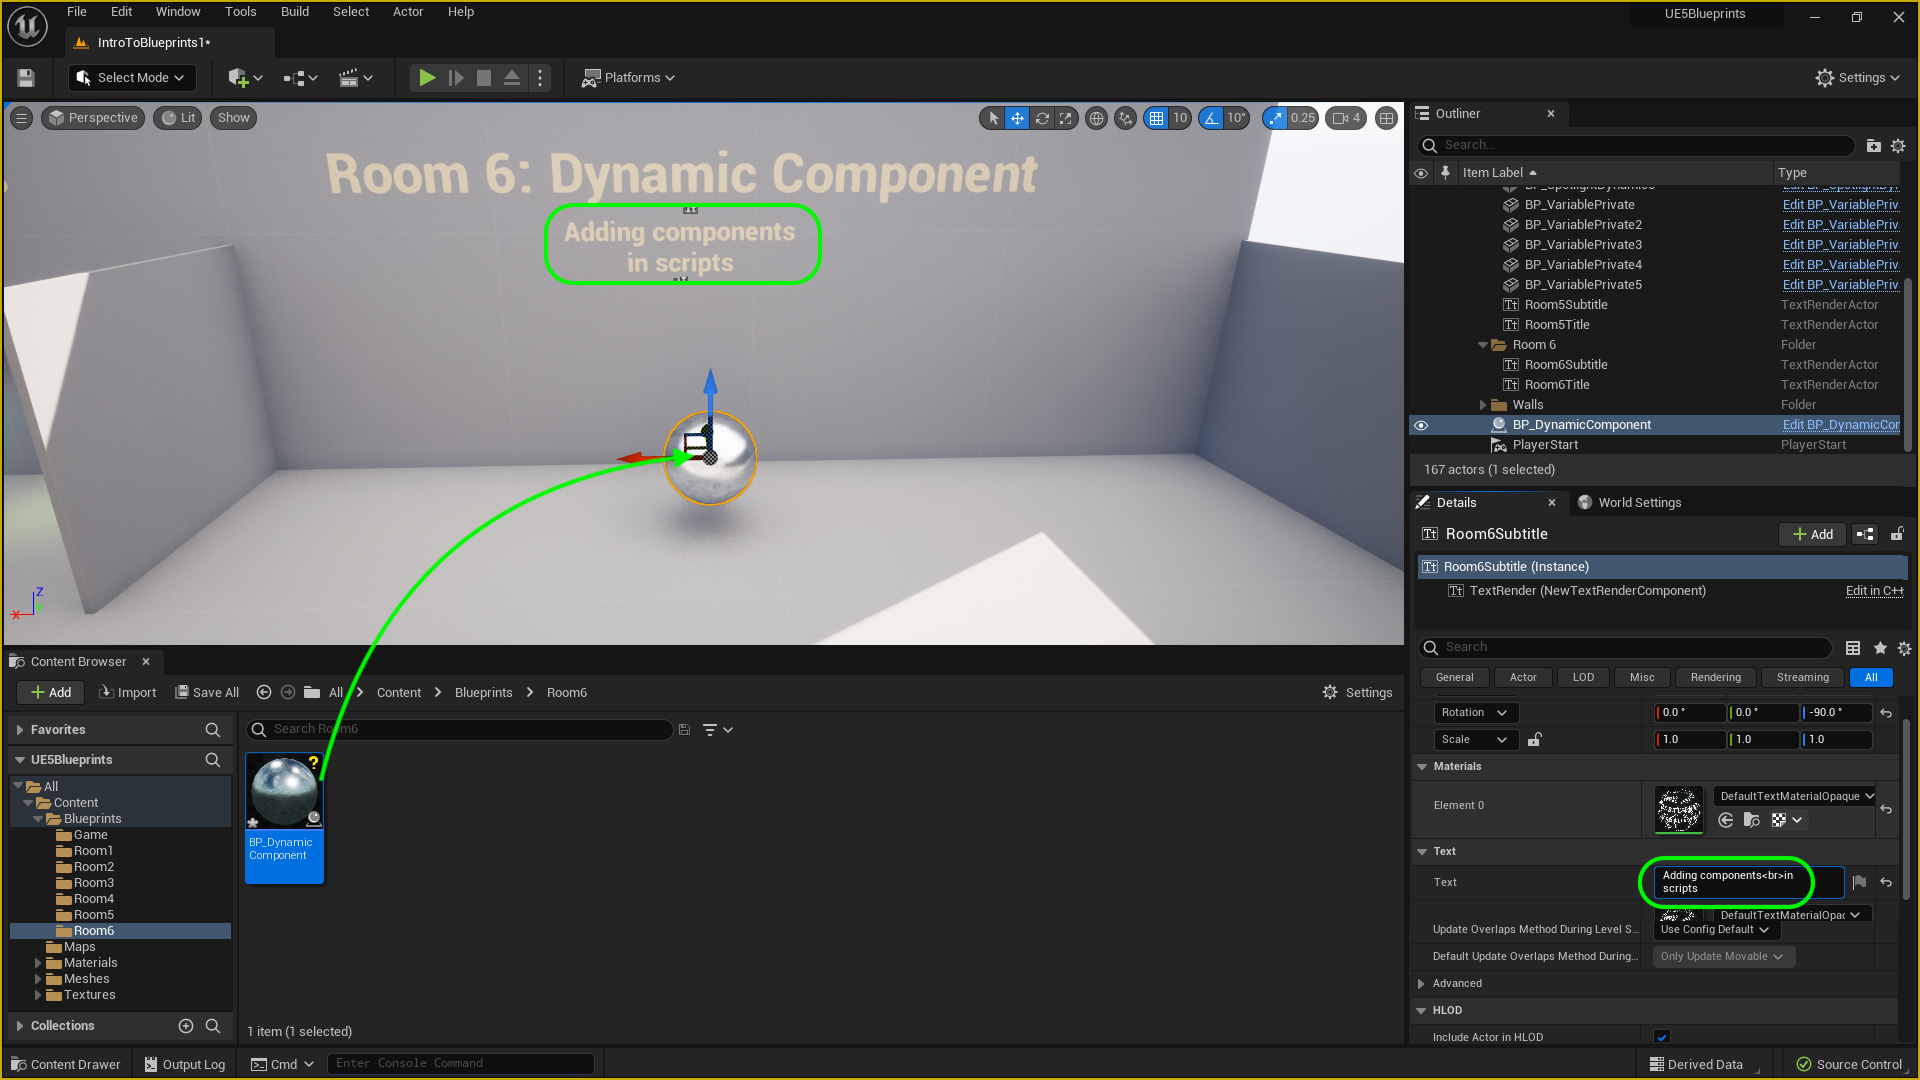 File Edit Window Tools Build Select Actor Help
UE5Blueprints
IntroToBlueprints1*
Select Mode
Platforms
Settings
Perspective Lit Show
10 10° 0.25 4
Room 6: Dynamic Component
Adding components
in scripts
Z
X
Y
Outliner
Search...
Item Label Type
BP_VariablePrivate Edit BP_VariablePriv
BP_VariablePrivate2 Edit BP_VariablePriv
BP_VariablePrivate3 Edit BP_VariablePriv
BP_VariablePrivate4 Edit BP_VariablePriv
BP_VariablePrivate5 Edit BP_VariablePriv
Room5Subtitle TextRenderActor
Room5Title TextRenderActor
Room 6 Folder
Room6Subtitle TextRenderActor
Room6Title TextRenderActor
Walls Folder
BP_DynamicComponent Edit BP_DynamicCor
PlayerStart PlayerStart
167 actors (1 selected)
Details World Settings
Room6Subtitle Add
Room6Subtitle (Instance)
TextRender (NewTextRenderComponent) Edit in C++
Search
General Actor LOD Misc Rendering Streaming All
Rotation 0.0 ° 0.0 ° -90.0 °
Scale 1.0 1.0 1.0
Materials
Element 0 DefaultTextMaterialOpaque
Text
Text Adding components<br>in
scripts
DefaultTextMaterialOpac
Update Overlaps Method During Level S... Use Config Default
Default Update Overlaps Method During... Only Update Movable
Advanced
HLOD
Include Actor in HLOD
Content Browser
Add Import Save All All Content Blueprints Room6 Settings
Favorites
Search Room6
UE5Blueprints
All
Content
Blueprints
Game
Room1
Room2
Room3
Room4
Room5
Room6
Maps
Materials
Meshes
Textures
Collections
?
BP_Dynamic
Component
1 item (1 selected)
Content Drawer Output Log Cmd Enter Console Command Derived Data Source Control